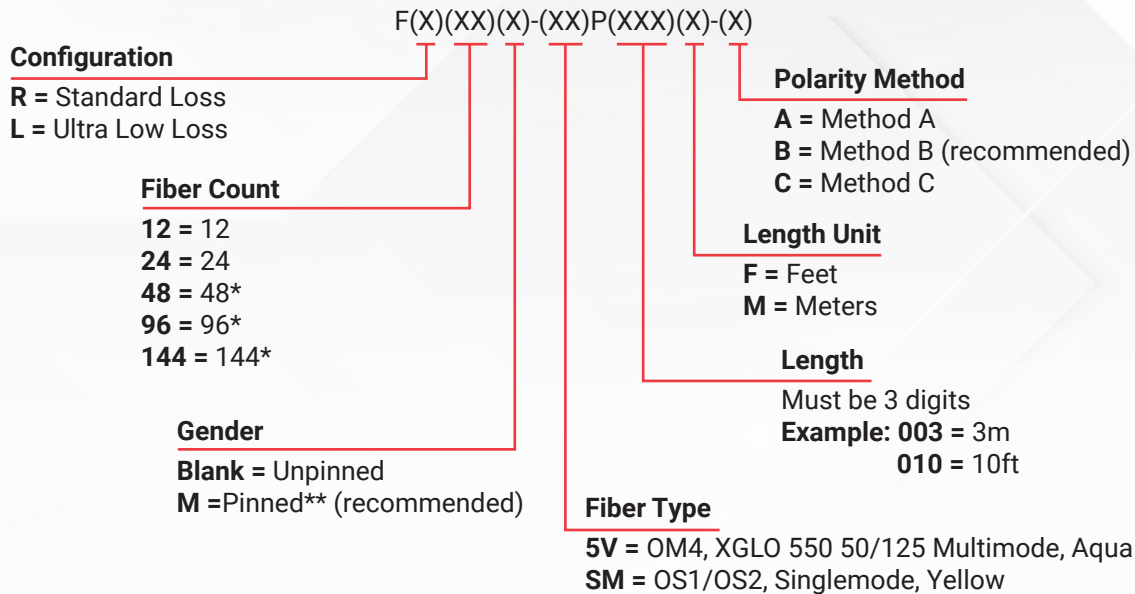 F(X)(XX)(X)-(XX)P(XXX)(X)-(X)
Configuration
R = Standard Loss
L = Ultra Low Loss
Fiber Count
12 = 12
24 = 24
48 = 48*
96 = 96*
144 = 144*
Gender
Blank = Unpinned
M =Pinned** (recommended)
Fiber Type
5V = OM4, XGLO 550 50/125 Multimode, Aqua
SM = OS1/OS2, Singlemode, Yellow
Length
Must be 3 digits
Example: 003 = 3m
010 = 10ft
Length Unit
F = Feet
M = Meters
Polarity Method
A = Method A
B = Method B (recommended)
C = Method C